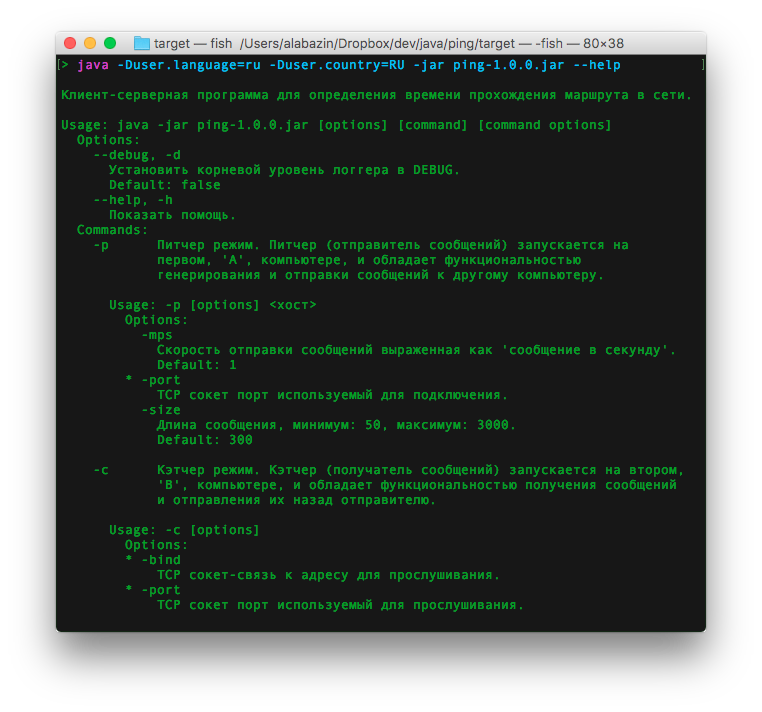 target — fish /Users/alabazin/Dropbox/dev/java/ping/target — -fish — 80×38
[> java -Duser.language=ru -Duser.country=RU -jar ping-1.0.0.jar --help ]
Клиент-серверная программа для определения времени прохождения маршрута в сети.
Usage: java -jar ping-1.0.0.jar [options] [command] [command options]
Options:
--debug, -d
Установить корневой уровень логгера в DEBUG.
Default: false
--help, -h
Показать помощь.
Commands:
-p Питчер режим. Питчер (отправитель сообщений) запускается на
первом, 'A', компьютере, и обладает функциональностью
генерирования и отправки сообщений к другому компьютеру.
Usage: -p [options] <хост>
Options:
-mps
Скорость отправки сообщений выраженная как 'сообщение в секунду'.
Default: 1
* -port
TCP сокет порт используемый для подключения.
-size
Длина сообщения, минимум: 50, максимум: 3000.
Default: 300
-c Кэтчер режим. Кэтчер (получатель сообщений) запускается на втором,
'B', компьютере, и обладает функциональностью получения сообщений
и отправления их назад отправителю.
Usage: -c [options]
Options:
* -bind
TCP сокет-связь к адресу для прослушивания.
* -port
TCP сокет порт используемый для прослушивания.